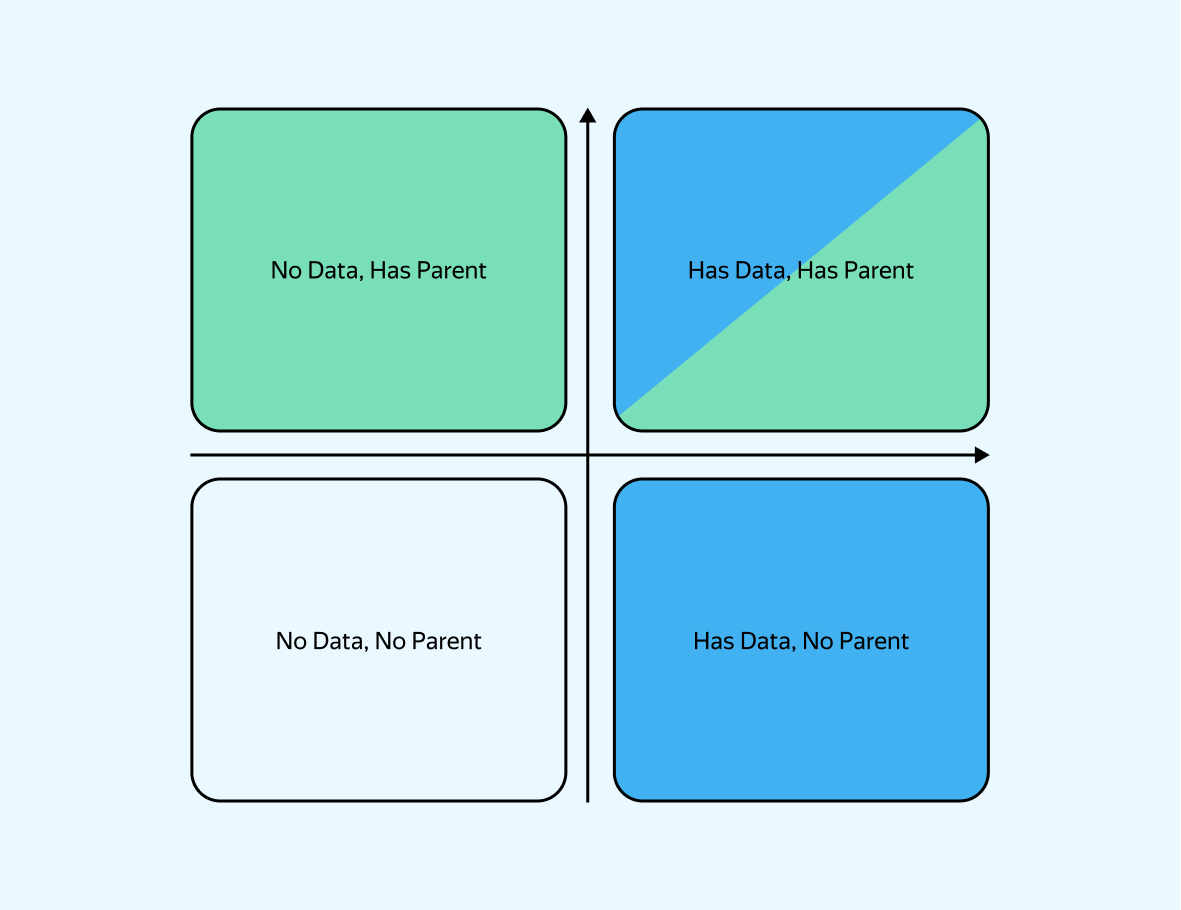 No Data, Has Parent
Has Data, Has Parent
No Data, No Parent
Has Data, No Parent